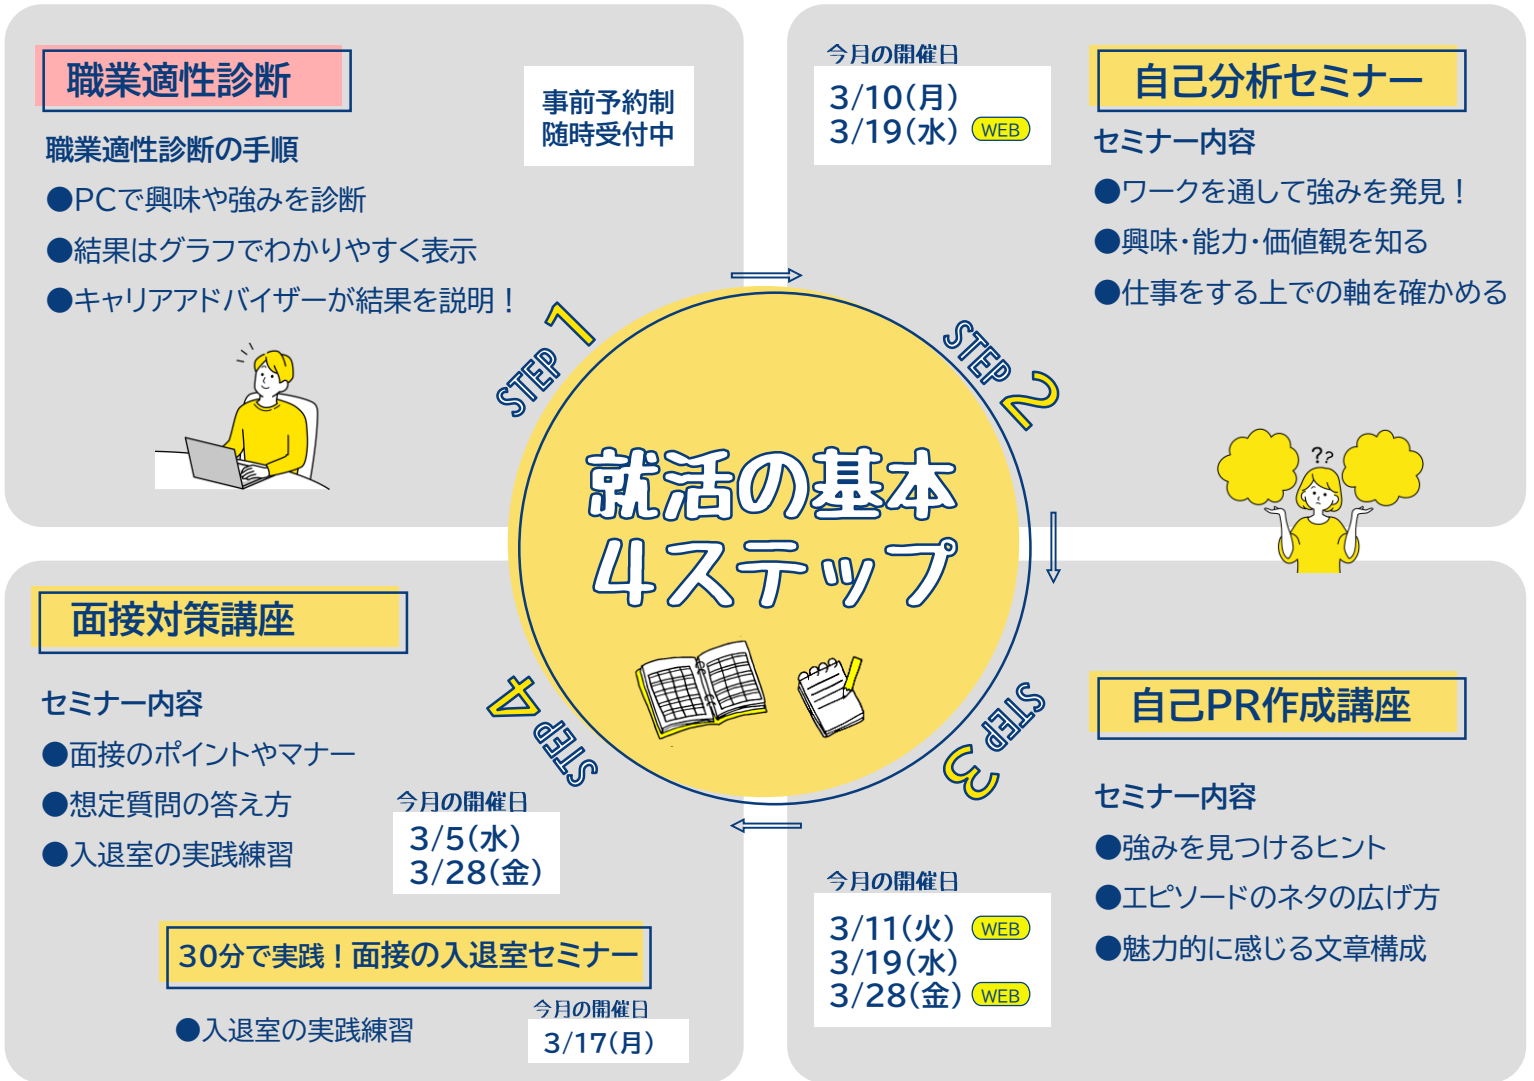 職業適性診断
事前予約制
随時受付中
職業適性診断の手順
●PCで興味や強みを診断
●結果はグラフでわかりやすく表示
●キャリアアドバイザーが結果を説明！
STEP 1
今月の開催日
3/10(月)
3/19(水) WEB
自己分析セミナー
セミナー内容
●ワークを通して強みを発見！
●興味・能力・価値観を知る
●仕事をする上での軸を確かめる
STEP 2
??
就活の基本
4ステップ
自己PR作成講座
セミナー内容
●強みを見つけるヒント
●エピソードのネタの広げ方
●魅力的に感じる文章構成
STEP 3
今月の開催日
3/11(火) WEB
3/19(水)
3/28(金) WEB
面接対策講座
セミナー内容
●面接のポイントやマナー
●想定質問の答え方
●入退室の実践練習
STEP 4
今月の開催日
3/5(水)
3/28(金)
30分で実践！面接の入退室セミナー
●入退室の実践練習
今月の開催日
3/17(月)